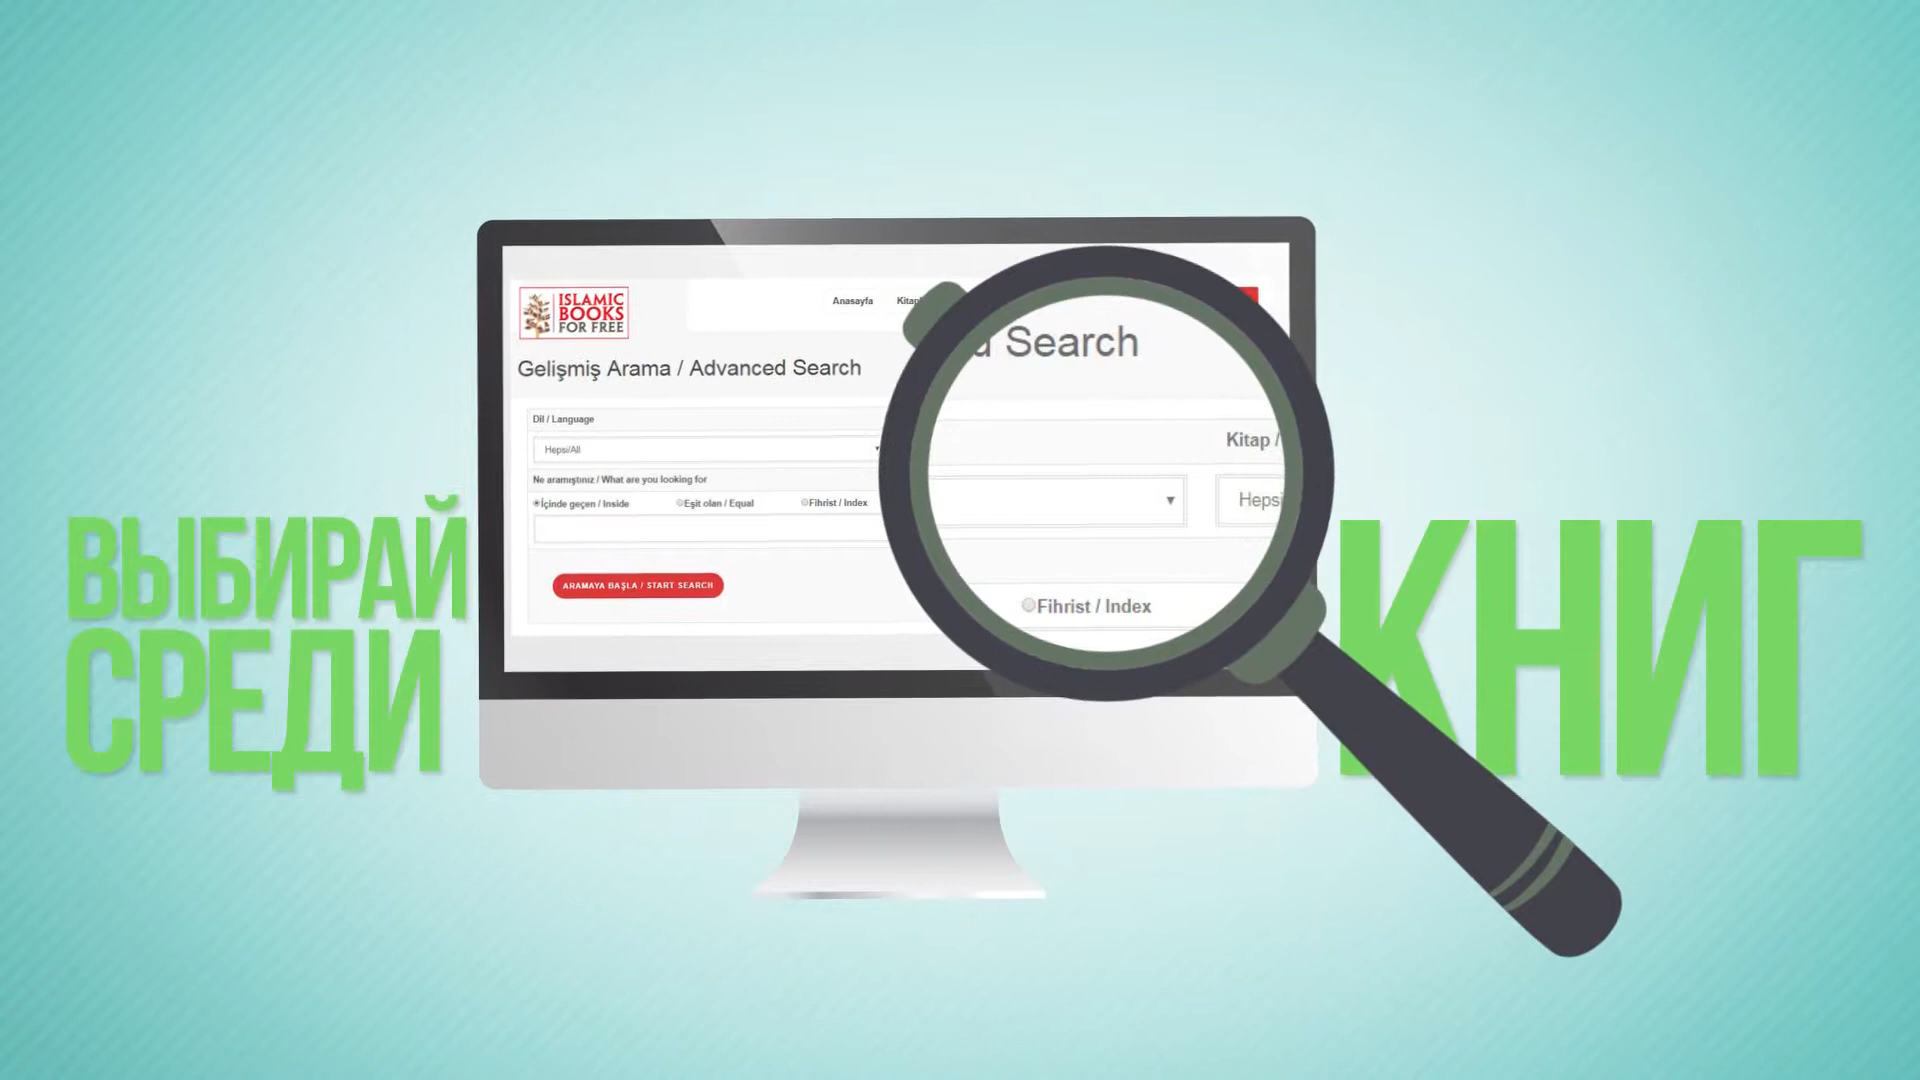 ISLAMIC
BOOKS
FOR FREE
Anasayfa
Search
Gelişmiş Arama / Advanced Search
Dil / Language
Hepsi/All
Kitap /
Hepsi
Ne aramıştınız / What are you looking for
İçinde geçen / Inside Eşit olan / Equal Fihrist / Index
ARAMAYA BAŞLA / START SEARCH
Fihrist / Index
ВЫБИРАЙ
СРЕДИ
КНИГ